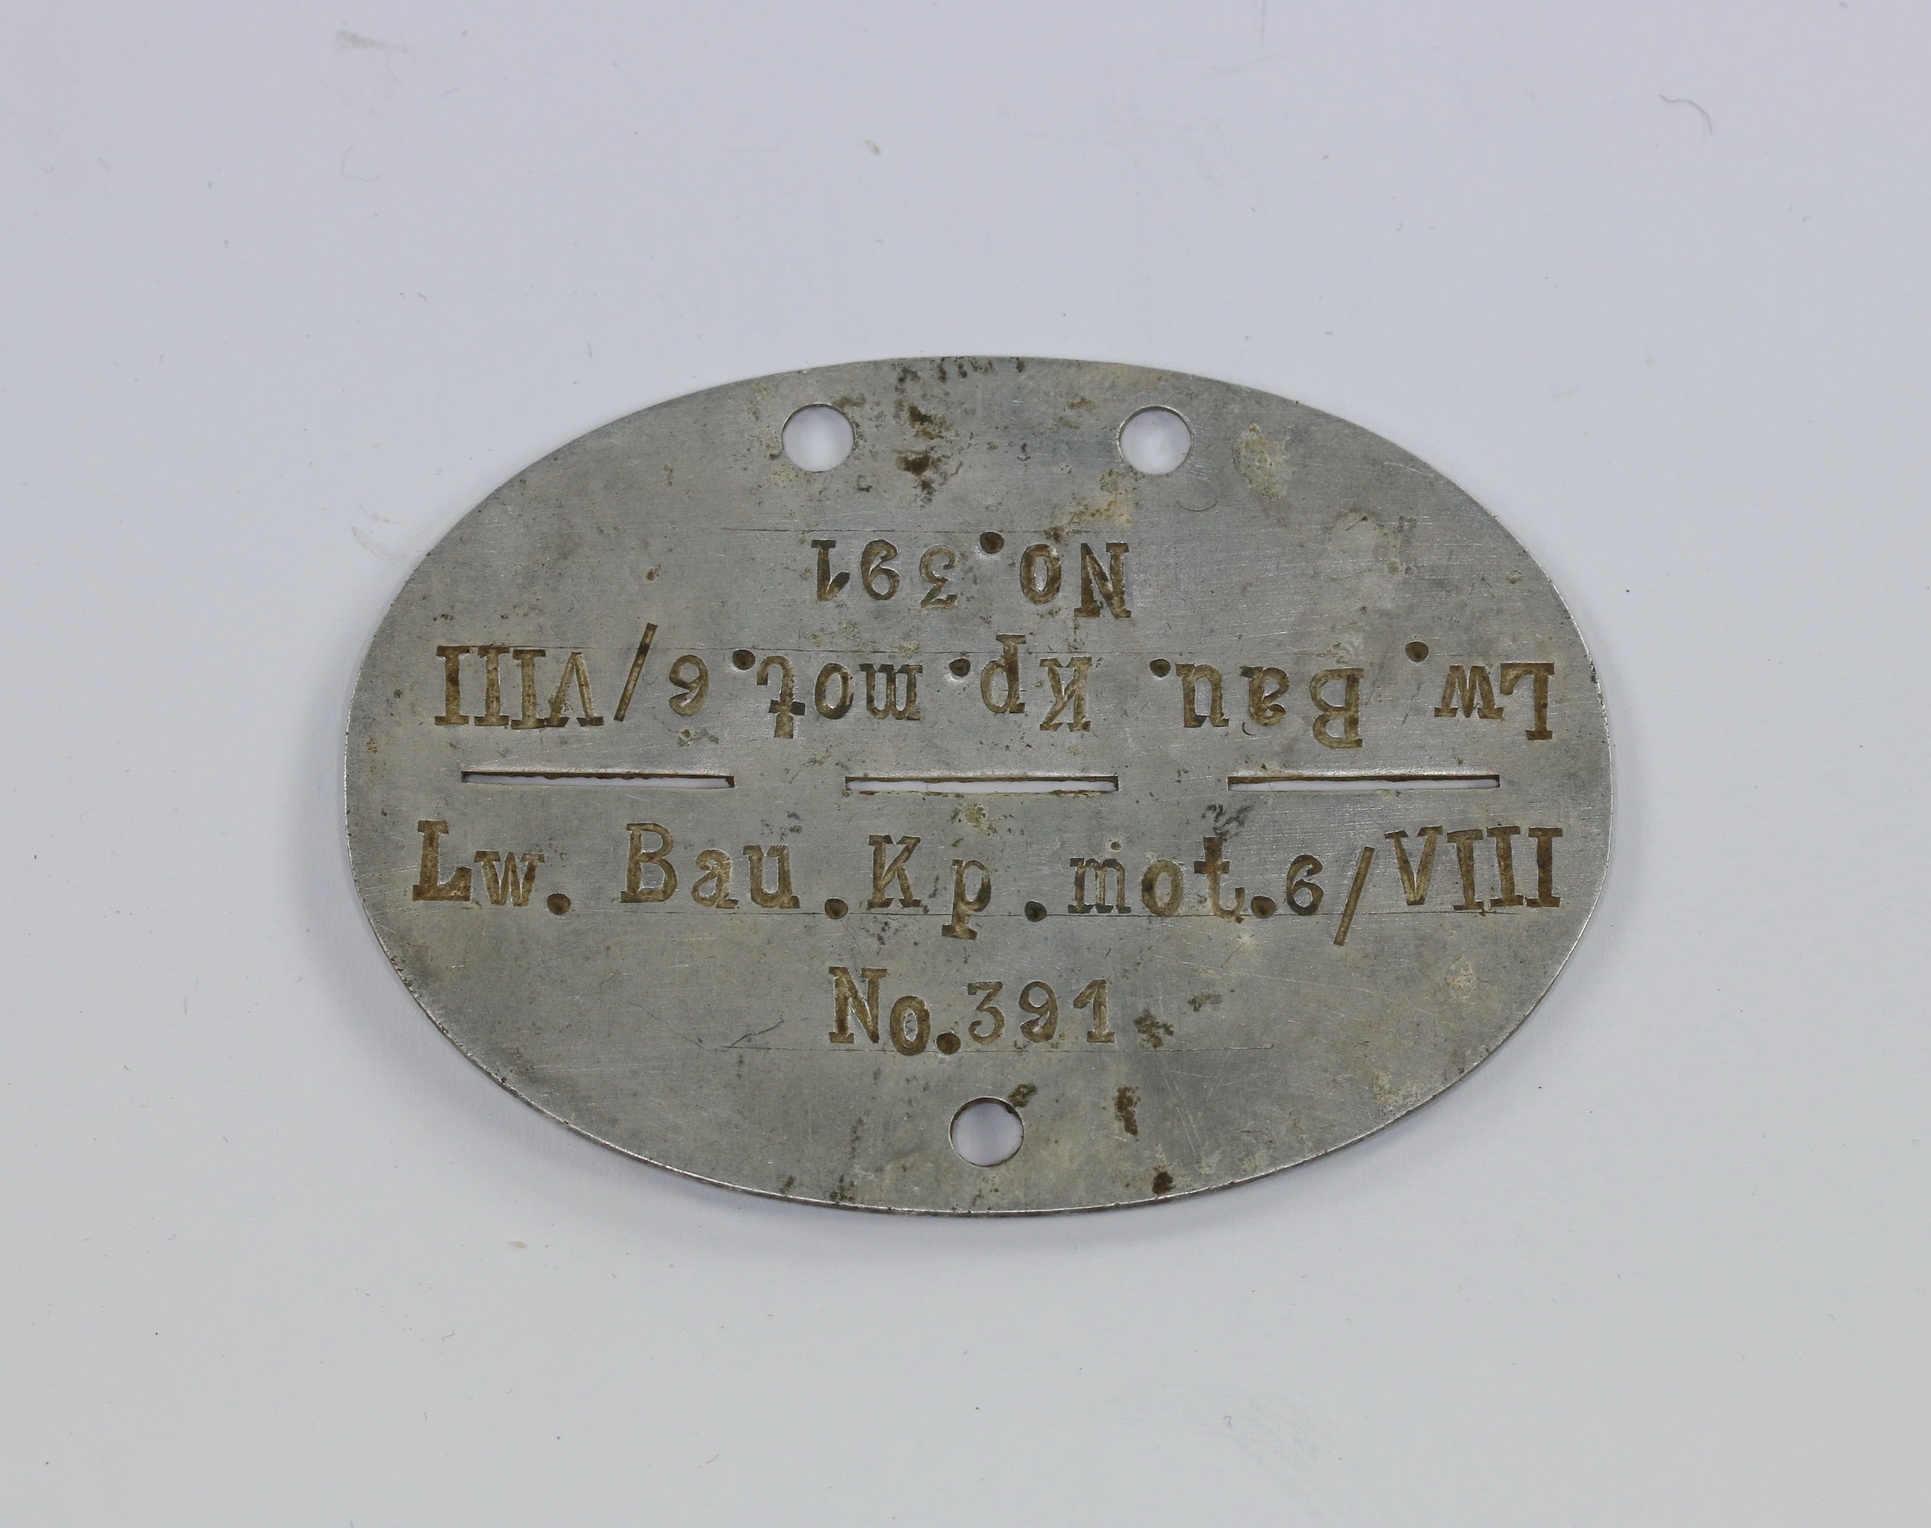 No. 391
Lw. Bau. Kp. mot. 6/VIII
Lw. Bau. Kp. mot. 6/VIII
No. 391